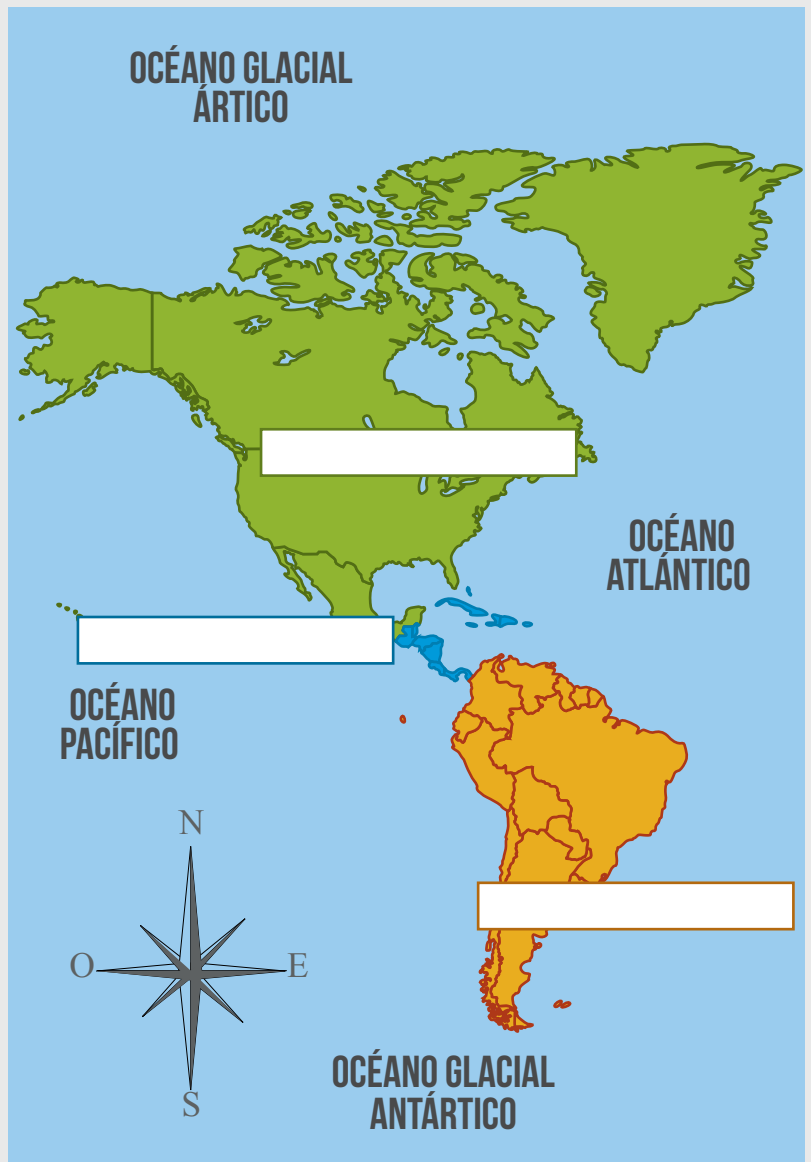 OCÉANO GLACIAL
ÁRTICO
OCÉANO
ATLÁNTICO
OCÉANO
PACÍFICO
N
O
E
S
OCÉANO GLACIAL
ANTÁRTICO